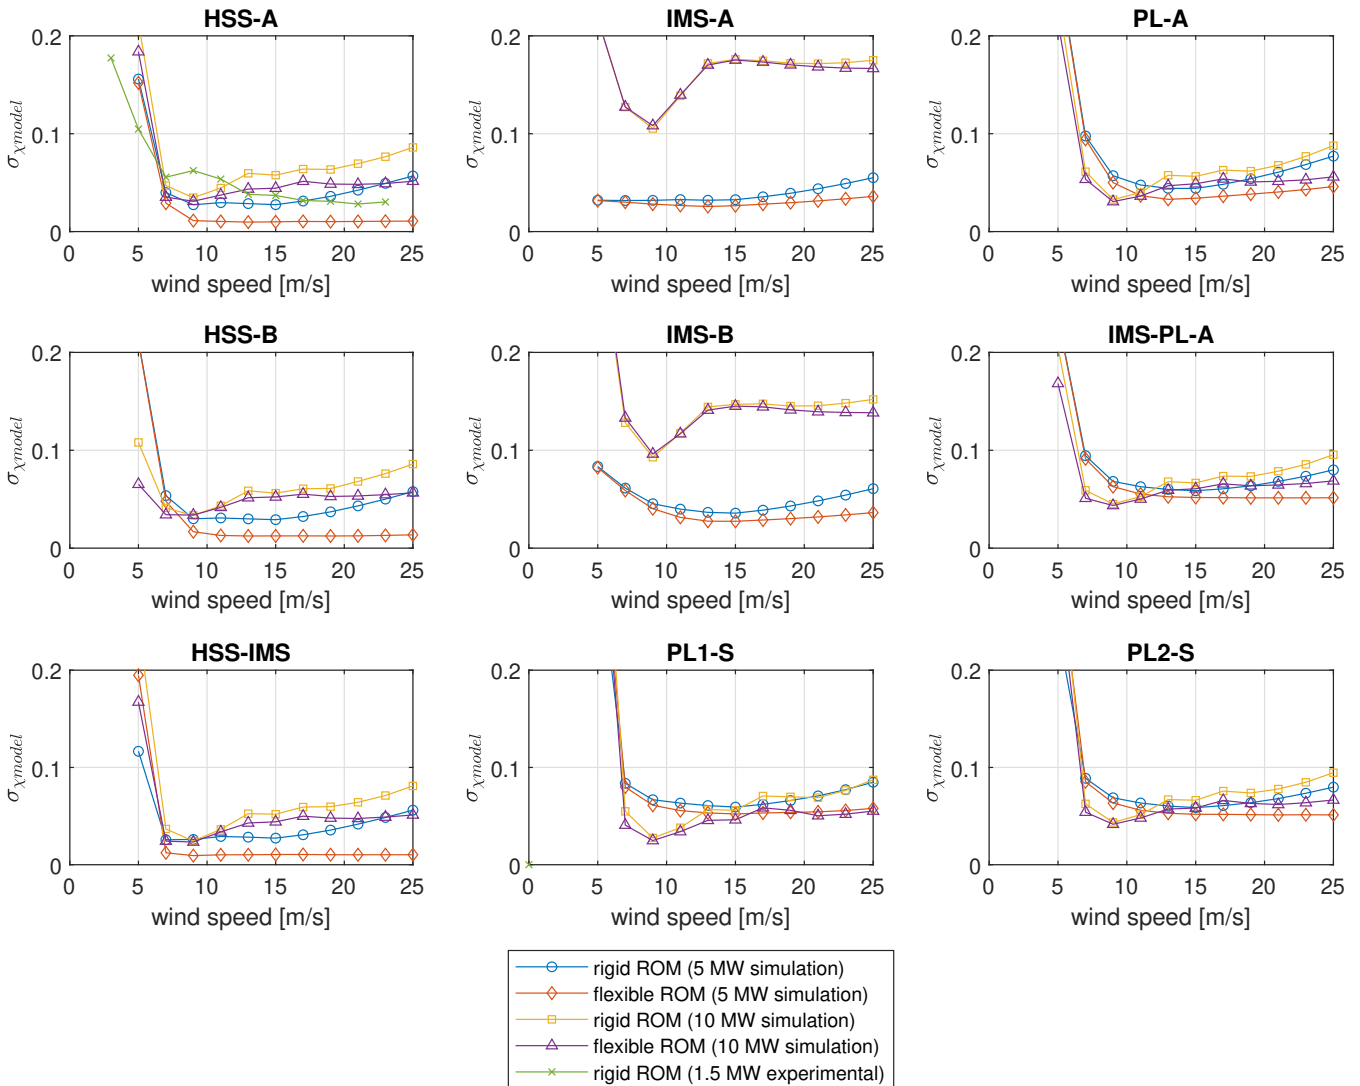 HSS-A
0.2
0.1
0
σχmodel
0 5 10 15 20 25
wind speed [m/s]
IMS-A
0.2
0.1
0
σχmodel
0 5 10 15 20 25
wind speed [m/s]
PL-A
0.2
0.1
0
σχmodel
0 5 10 15 20 25
wind speed [m/s]
HSS-B
0.2
0.1
0
σχmodel
0 5 10 15 20 25
wind speed [m/s]
IMS-B
0.2
0.1
0
σχmodel
0 5 10 15 20 25
wind speed [m/s]
IMS-PL-A
0.2
0.1
0
σχmodel
0 5 10 15 20 25
wind speed [m/s]
HSS-IMS
0.2
0.1
0
σχmodel
0 5 10 15 20 25
wind speed [m/s]
PL1-S
0.2
0.1
0
σχmodel
0 5 10 15 20 25
wind speed [m/s]
PL2-S
0.2
0.1
0
σχmodel
0 5 10 15 20 25
wind speed [m/s]
rigid ROM (5 MW simulation)
flexible ROM (5 MW simulation)
rigid ROM (10 MW simulation)
flexible ROM (10 MW simulation)
rigid ROM (1.5 MW experimental)